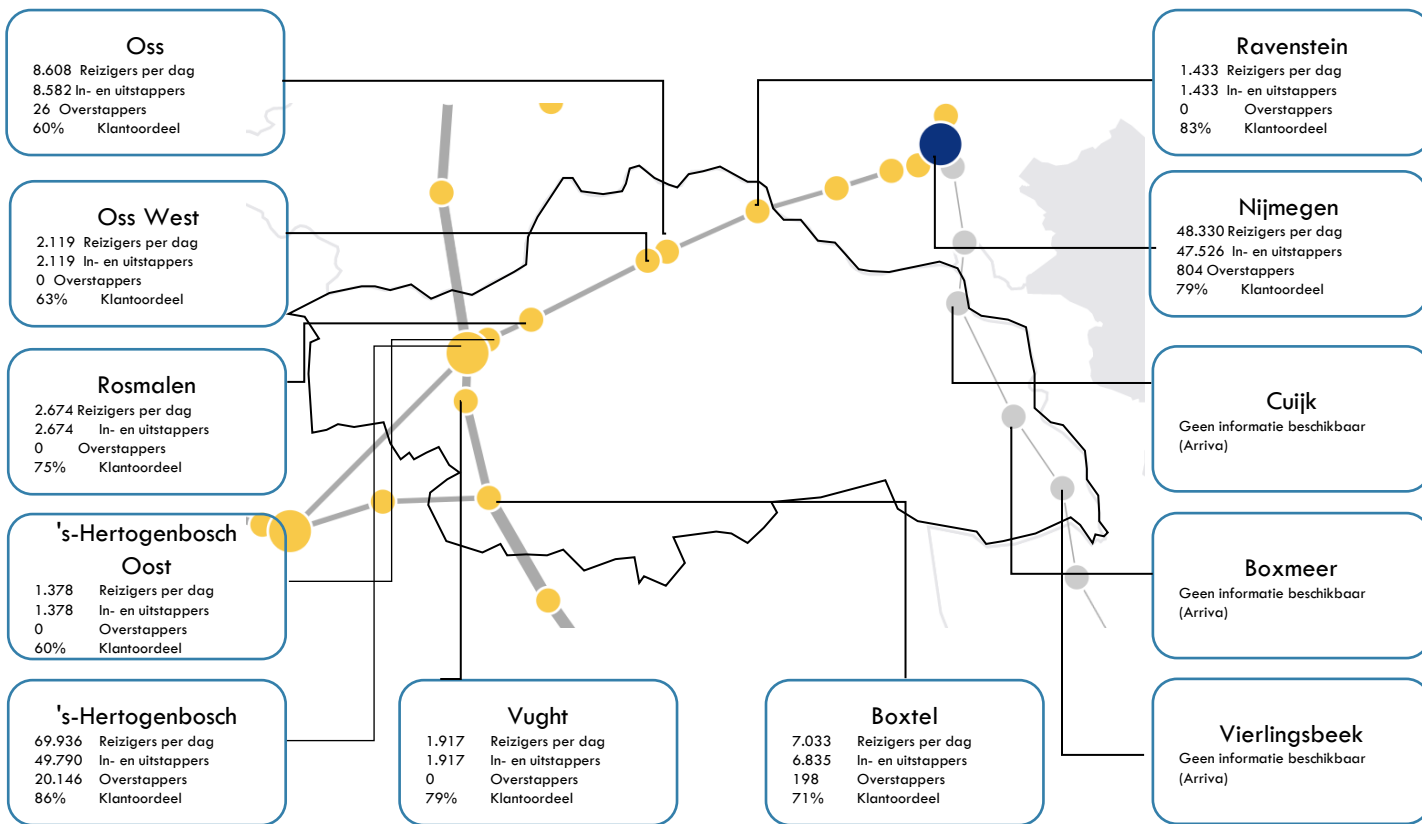 Oss
8.608 Reizigers per dag
8.582 In- en uitstappers
26 Overstappers
60% Klantoordeel
Oss West
2.119 Reizigers per dag
2.119 In- en uitstappers
0 Overstappers
63% Klantoordeel
Rosmalen
2.674 Reizigers per dag
2.674 In- en uitstappers
0 Overstappers
75% Klantoordeel
's-Hertogenbosch
Oost
1.378 Reizigers per dag
1.378 In- en uitstappers
0 Overstappers
60% Klantoordeel
's-Hertogenbosch
69.936 Reizigers per dag
49.790 In- en uitstappers
20.146 Overstappers
86% Klantoordeel
Vught
1.917 Reizigers per dag
1.917 In- en uitstappers
0 Overstappers
79% Klantoordeel
Boxtel
7.033 Reizigers per dag
6.835 In- en uitstappers
198 Overstappers
71% Klantoordeel
Ravenstein
1.433 Reizigers per dag
1.433 In- en uitstappers
0 Overstappers
83% Klantoordeel
Nijmegen
48.330 Reizigers per dag
47.526 In- en uitstappers
804 Overstappers
79% Klantoordeel
Cuijk
Geen informatie beschikbaar
(Arriva)
Boxmeer
Geen informatie beschikbaar
(Arriva)
Vierlingsbeek
Geen informatie beschikbaar
(Arriva)